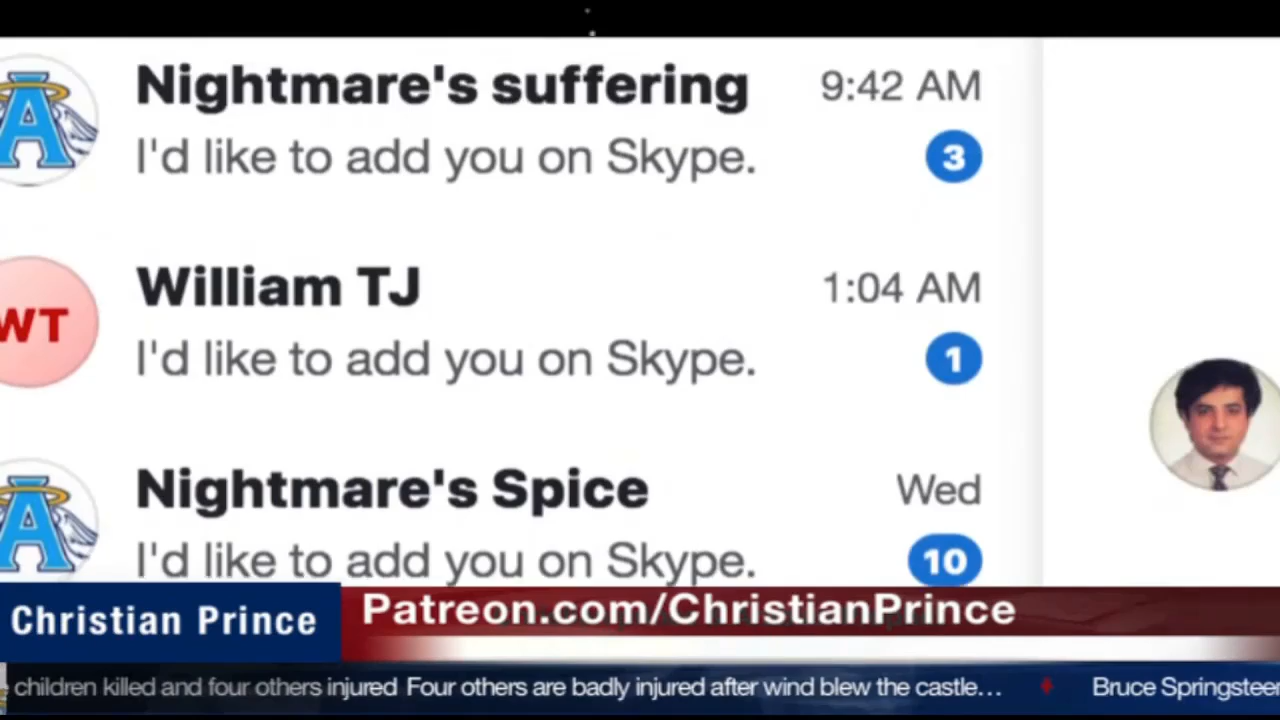 Nightmare's suffering 9:42 AM
I'd like to add you on Skype. 3
WT William TJ 1:04 AM
I'd like to add you on Skype. 1
Nightmare's Spice Wed
I'd like to add you on Skype. 10
Christian Prince Patreon.com/ChristianPrince
children killed and four others injured Four others are badly injured after wind blew the castle… Bruce Springsteen